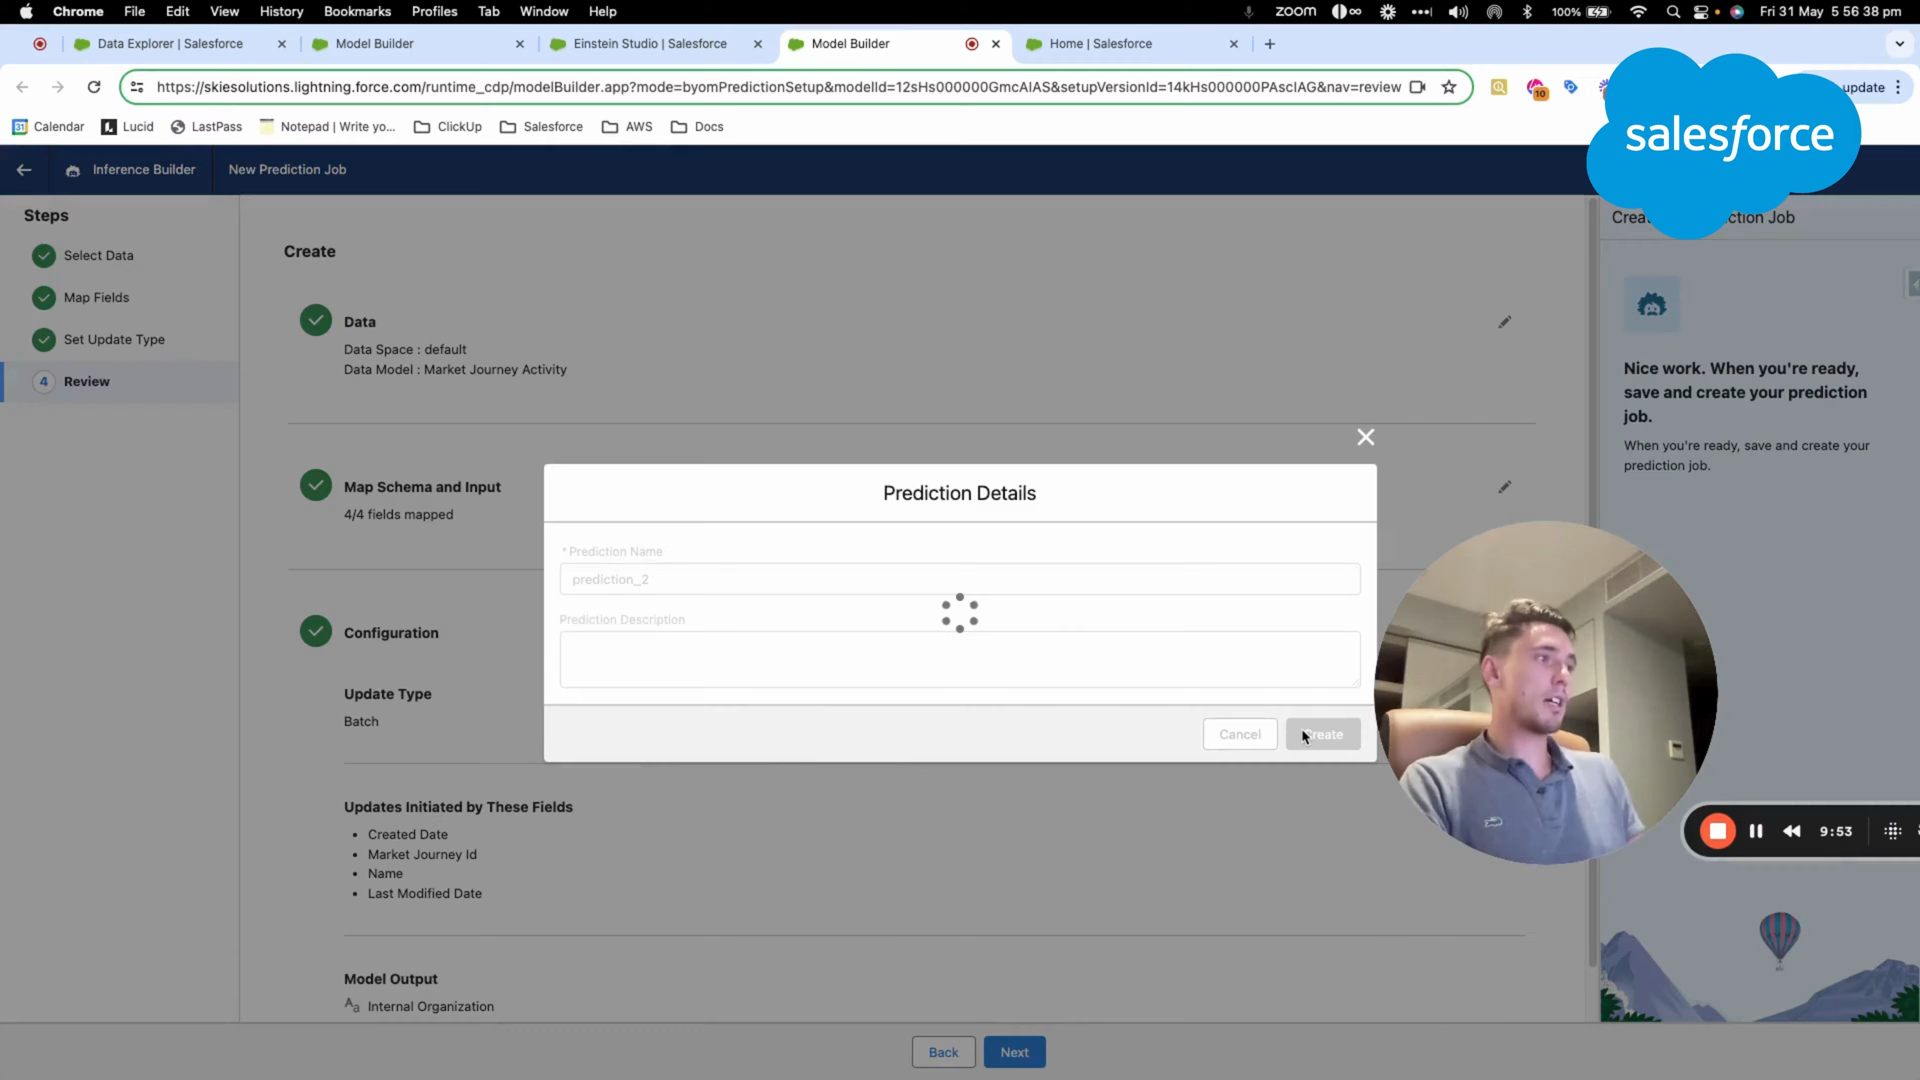 Chrome File Edit View History Bookmarks Profiles Tab Window Help
zoom 100% Fri 31 May 5 56 38 pm
Data Explorer | Salesforce
Model Builder
Einstein Studio | Salesforce
Model Builder
Home | Salesforce
https://skiesolutions.lightning.force.com/runtime_cdp/modelBuilder.app?mode=byomPredictionSetup&modelId=12sHs000000GmcAIAS&setupVersionId=14kHs000000PAscIAG&nav=review
10
update
Calendar Lucid LastPass Notepad | Write yo... ClickUp Salesforce AWS Docs
salesforce
Inference Builder New Prediction Job
Steps
Select Data
Map Fields
Set Update Type
4 Review
Create
Data
Data Space : default
Data Model : Market Journey Activity
Map Schema and Input
4/4 fields mapped
Configuration
Update Type
Batch
Updates Initiated by These Fields
• Created Date
• Market Journey Id
• Name
• Last Modified Date
Model Output
Aa Internal Organization
Prediction Details
* Prediction Name
prediction_2
Prediction Description
Cancel
Back Next
Job
Nice work. When you're ready,
save and create your prediction
job.
When you're ready, save and create your
prediction job.
9:53